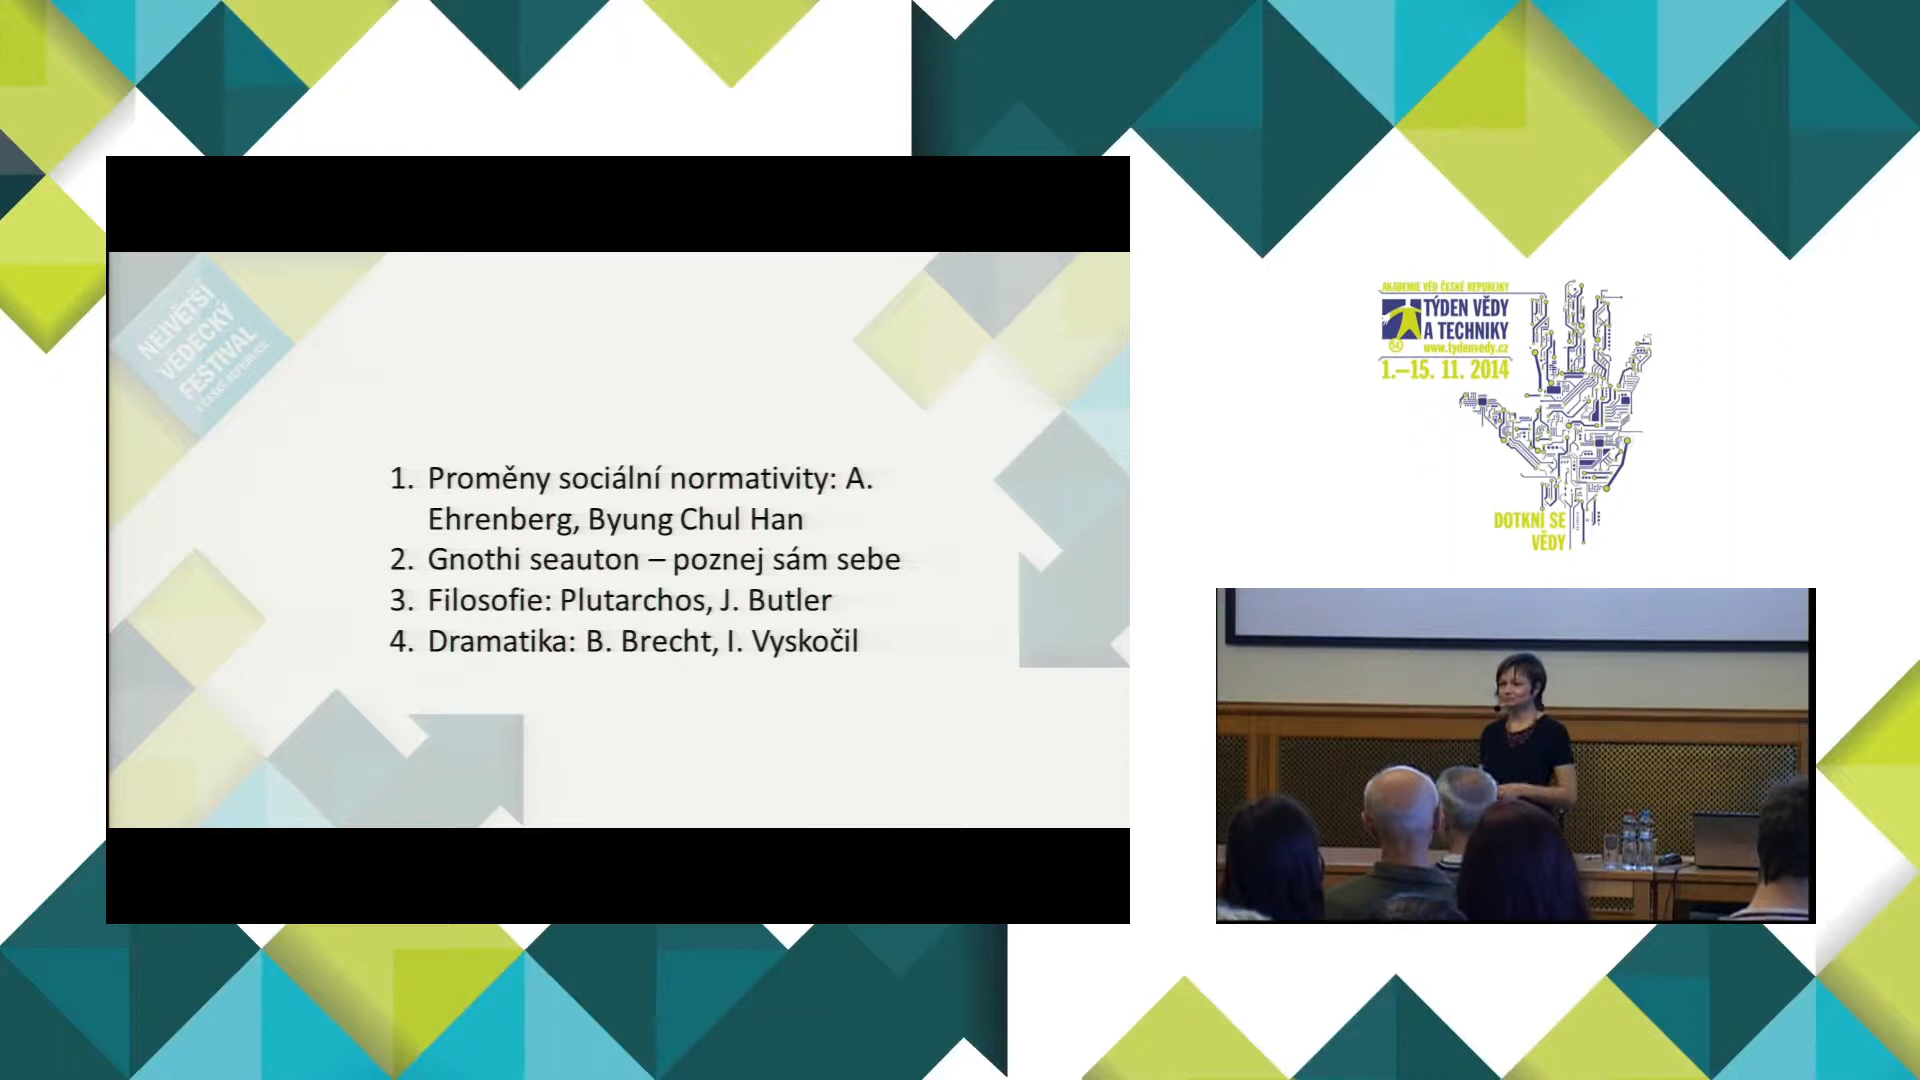 NEJVĚTŠÍ
VĚDECKÝ
FESTIVAL
V ČESKÉ REPUBLICE
1. Proměny sociální normativity: A.
Ehrenberg, Byung Chul Han
2. Gnothi seauton – poznej sám sebe
3. Filosofie: Plutarchos, J. Butler
4. Dramatika: B. Brecht, I. Vyskočil
AKADEMIE VĚD ČESKÉ REPUBLIKY
TÝDEN VĚDY
A TECHNIKY
www.tydenvedy.cz
1.–15. 11. 2014
DOTKNI SE
VĚDY